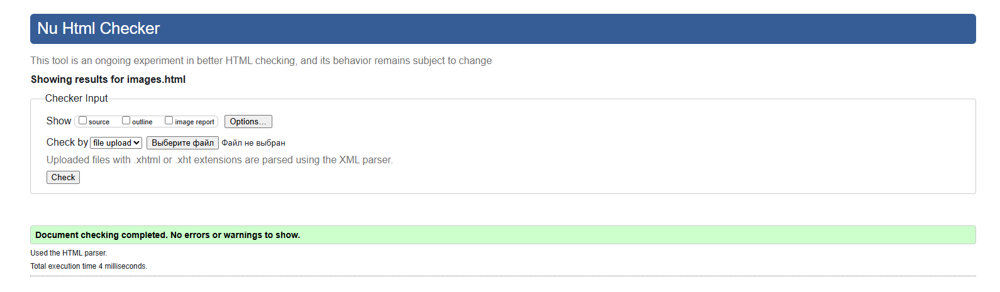 Nu Html Checker
This tool is an ongoing experiment in better HTML checking, and its behavior remains subject to change
Showing results for images.html
Checker Input
Show source outline image report Options...
Check by file upload Выберите файл Файл не выбран
Uploaded files with .xhtml or .xht extensions are parsed using the XML parser.
Check
Document checking completed. No errors or warnings to show.
Used the HTML parser.
Total execution time 4 milliseconds.